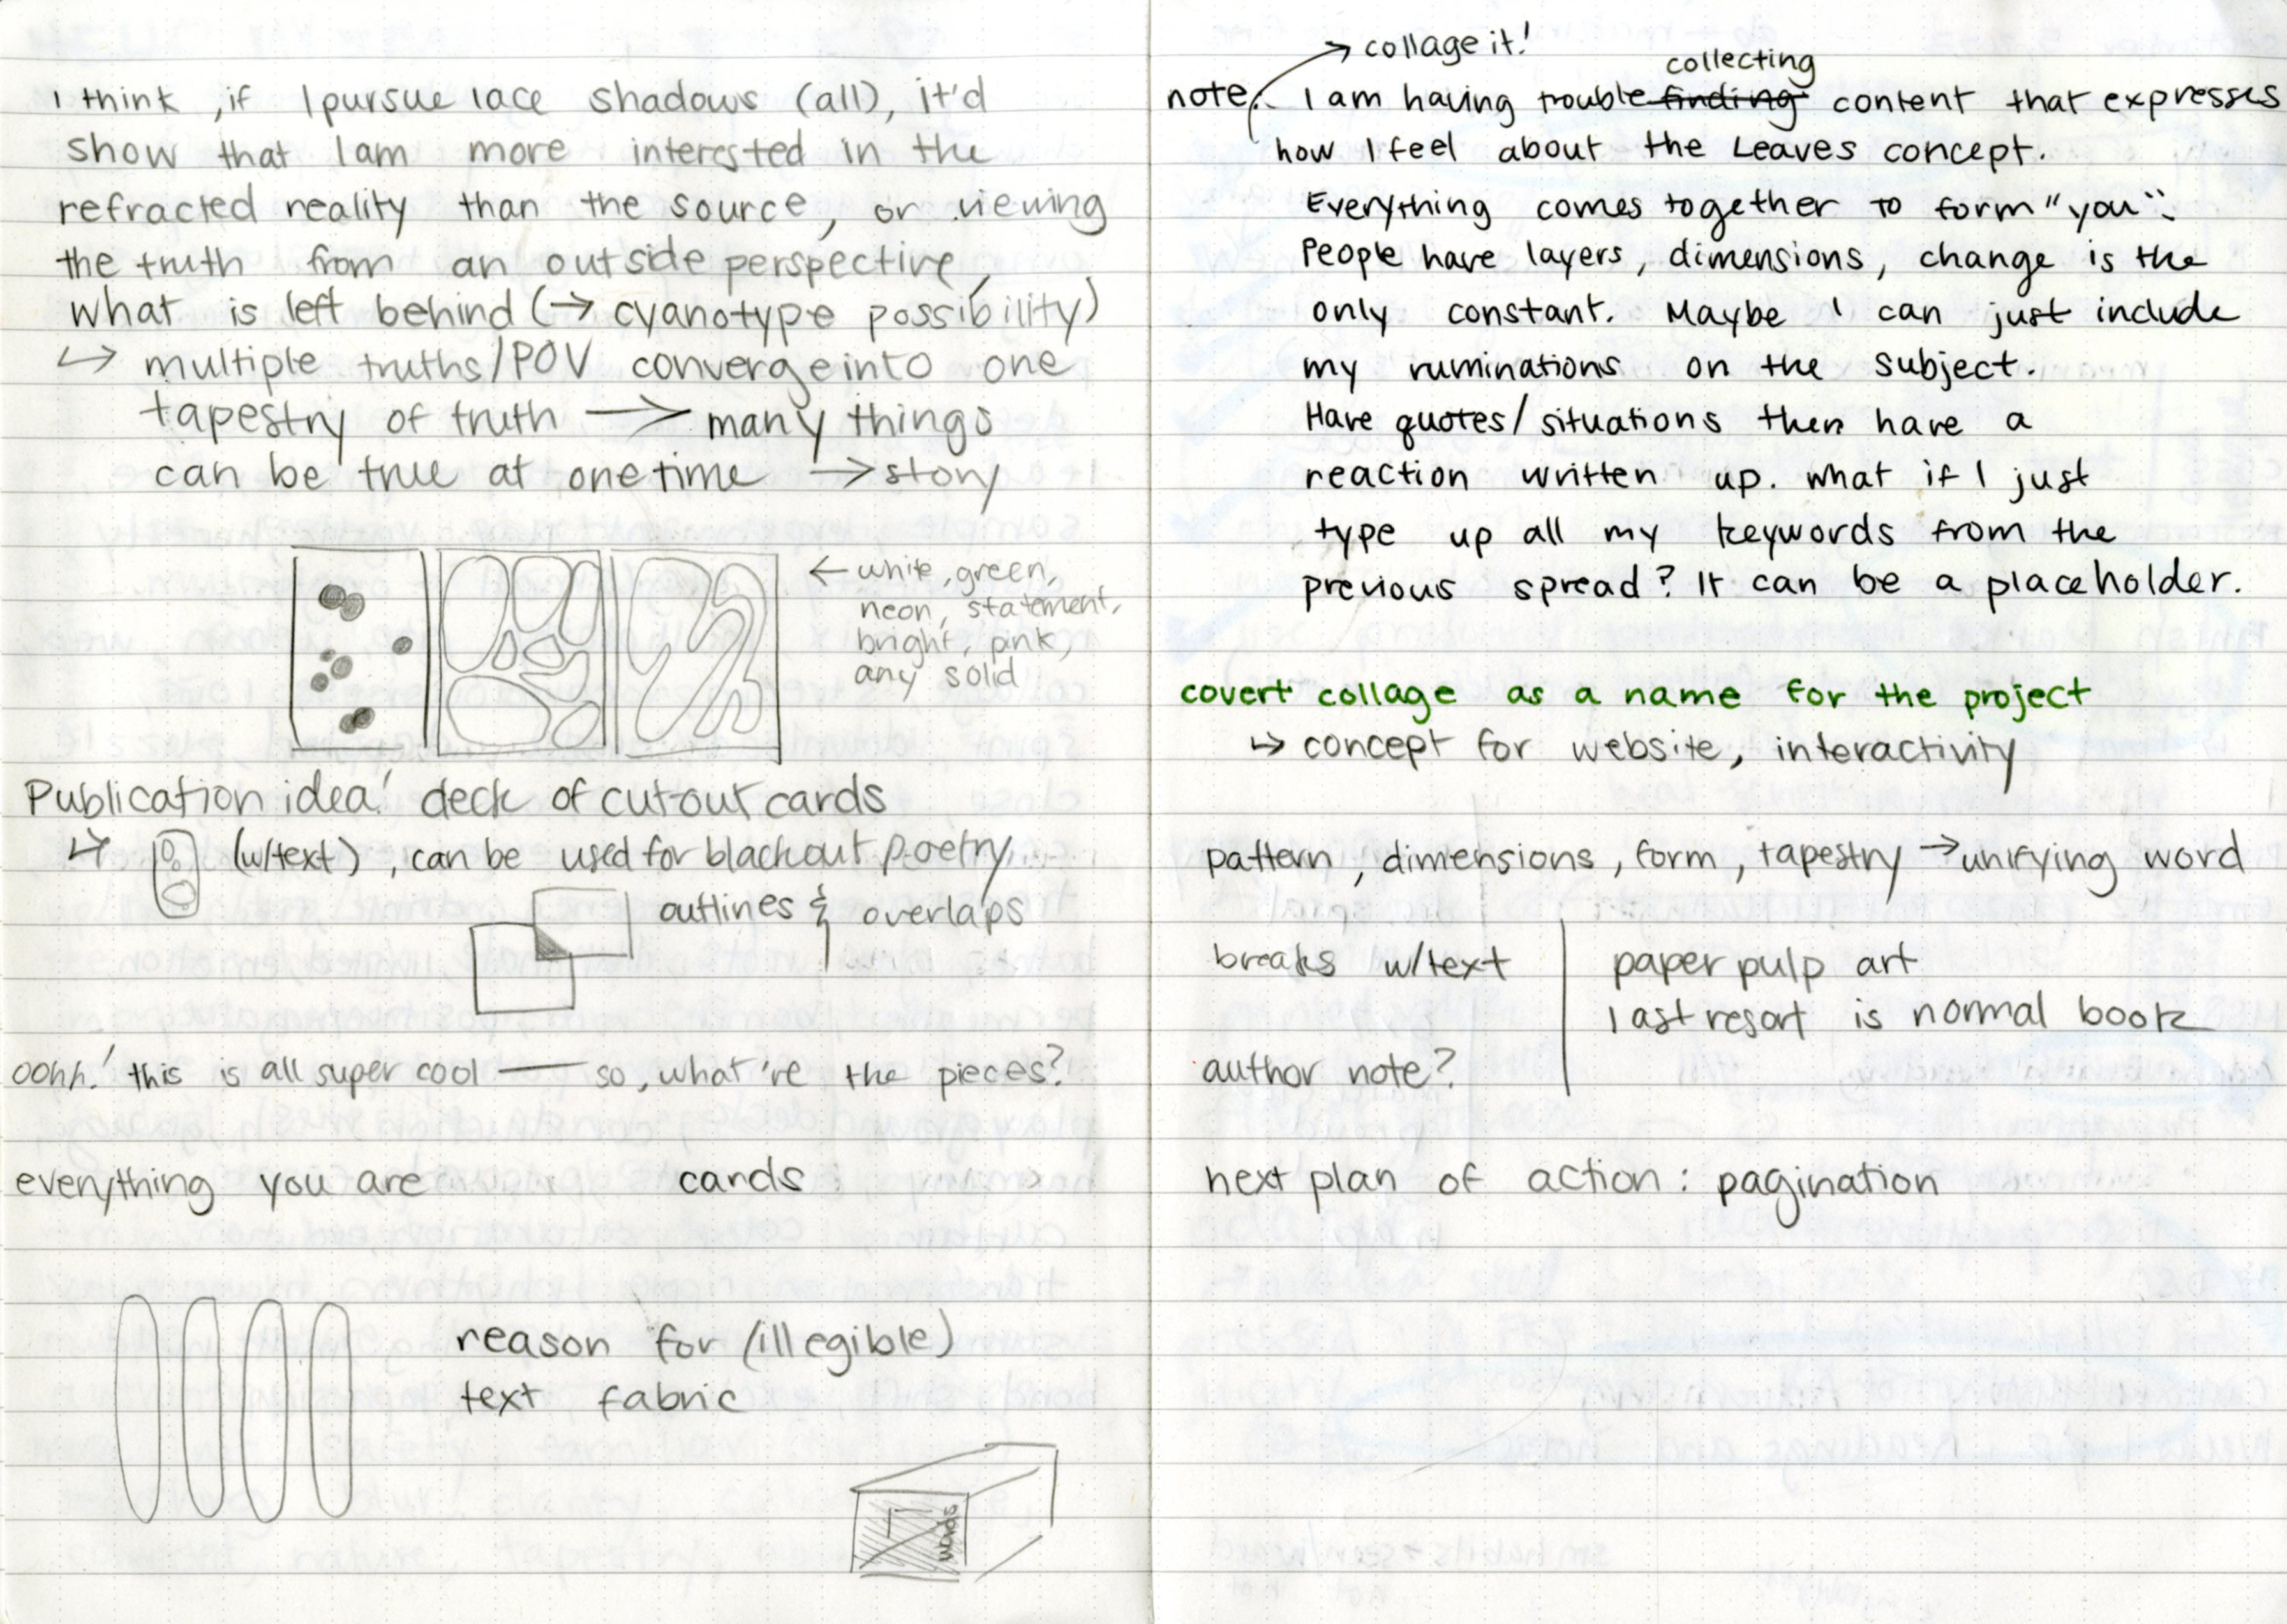 I think, if I pursue lace shadows (all), it'd
show that I am more interested in the
refracted reality than the source, or viewing
the truth from an outside perspective,
what is left behind (→ cyanotype possibility)
↳ multiple truths/POV converge into one
tapestry of truth → many things
can be true at one time → story
← white, green,
neon, statement,
bright, pink,
any solid
Publication idea! deck of cutout cards
↳ (w/text), can be used for blackout poetry
outlines & overlaps
oohh! this is all super cool — so, what're the pieces?
everything you are cards
reason for (illegible)
text fabric
words
→ collage it!
collecting
note: I am having trouble finding content that expresses
how I feel about the Leaves concept.
Everything comes together to form "you".
People have layers, dimensions, change is the
only constant. Maybe I can just include
my ruminations on the subject.
Have quotes/situations then have a
reaction written up. what if I just
type up all my keywords from the
previous spread? It can be a placeholder.
covert collage as a name for the project
↳ concept for website, interactivity
pattern, dimensions, form, tapestry → unifying word
breaks w/text
author note?
paper pulp art
last resort is normal book
next plan of action: pagination